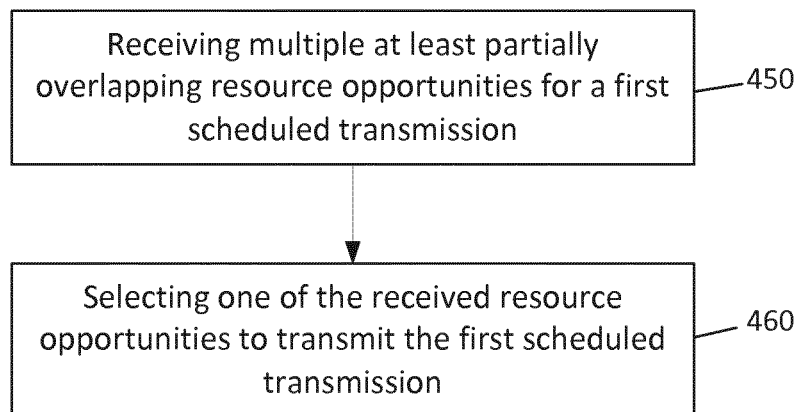 Receiving multiple at least partially
overlapping resource opportunities for a first
scheduled transmission
450
Selecting one of the received resource
opportunities to transmit the first scheduled
transmission
460